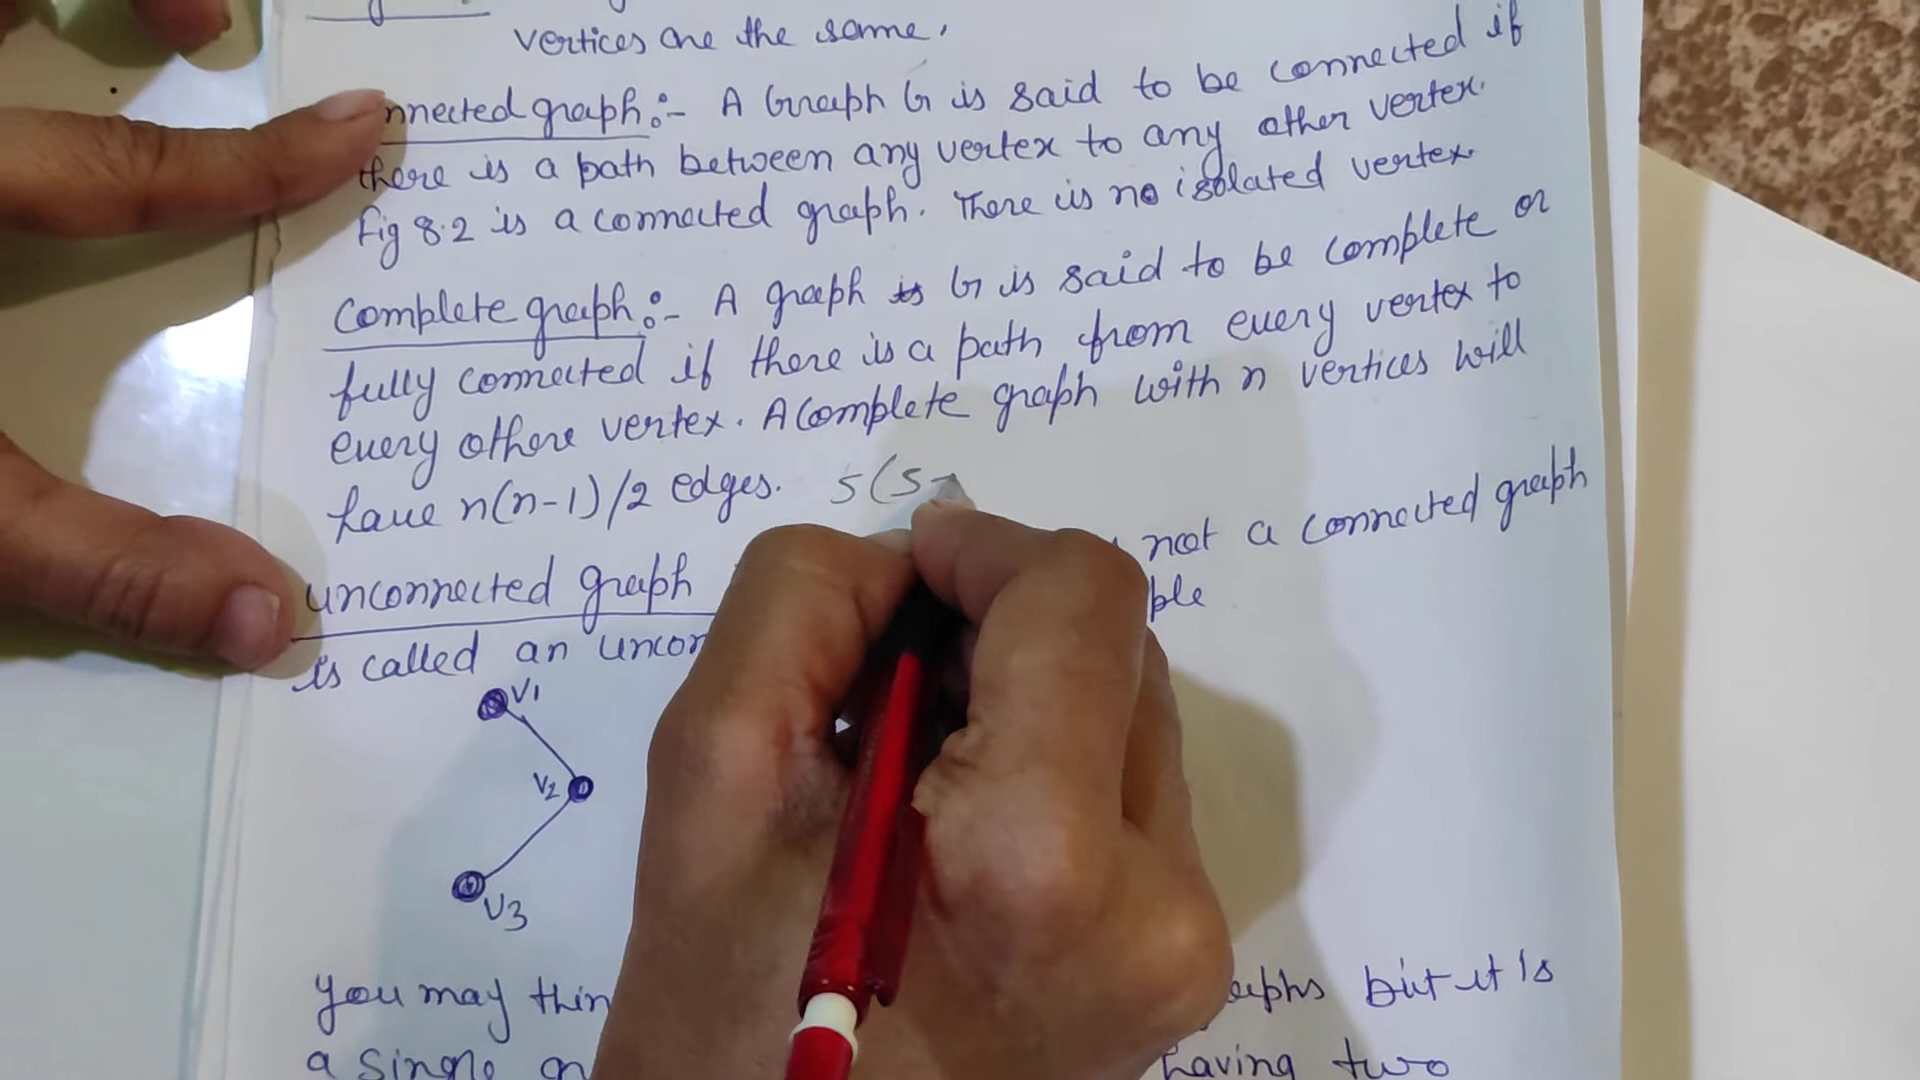 vertices are the same,
nnected graph:- A Graph G is said to be connected if
there is a path between any vertex to any other vertex.
fig 8.2 is a connected graph. There is no isolated vertex.
Complete graph:- A graph is G is said to be complete or
fully connected if there is a path from every vertex to
every othere vertex. A Complete graph with n vertices will
have n(n-1)/2 edges. 5(5-
unconnected graph not a connected graph
is called an uncon ple
V1
V2
V3
you may thin aphs but it is
a single having two